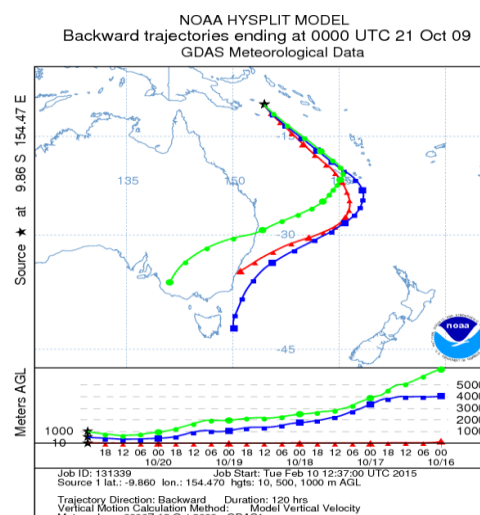 NOAA HYSPLIT MODEL
Backward trajectories ending at 0000 UTC 21 Oct 09
GDAS Meteorological Data
Source ★ at 9.86 S 154.47 E
-15
135 150
-30
-45
noaa
Meters AGL
5000
4000
3000
2000
1000 1000
10
18 12 06 00 18 12 06 00 18 12 06 00 18 12 06 00 18 12 06 00
10/20 10/19 10/18 10/17 10/16
Job ID: 131339 Job Start: Tue Feb 10 12:37:00 UTC 2015
Source 1 lat.: -9.860 lon.: 154.470 hgts: 10, 500, 1000 m AGL
Trajectory Direction: Backward Duration: 120 hrs
Vertical Motion Calculation Method: Model Vertical Velocity